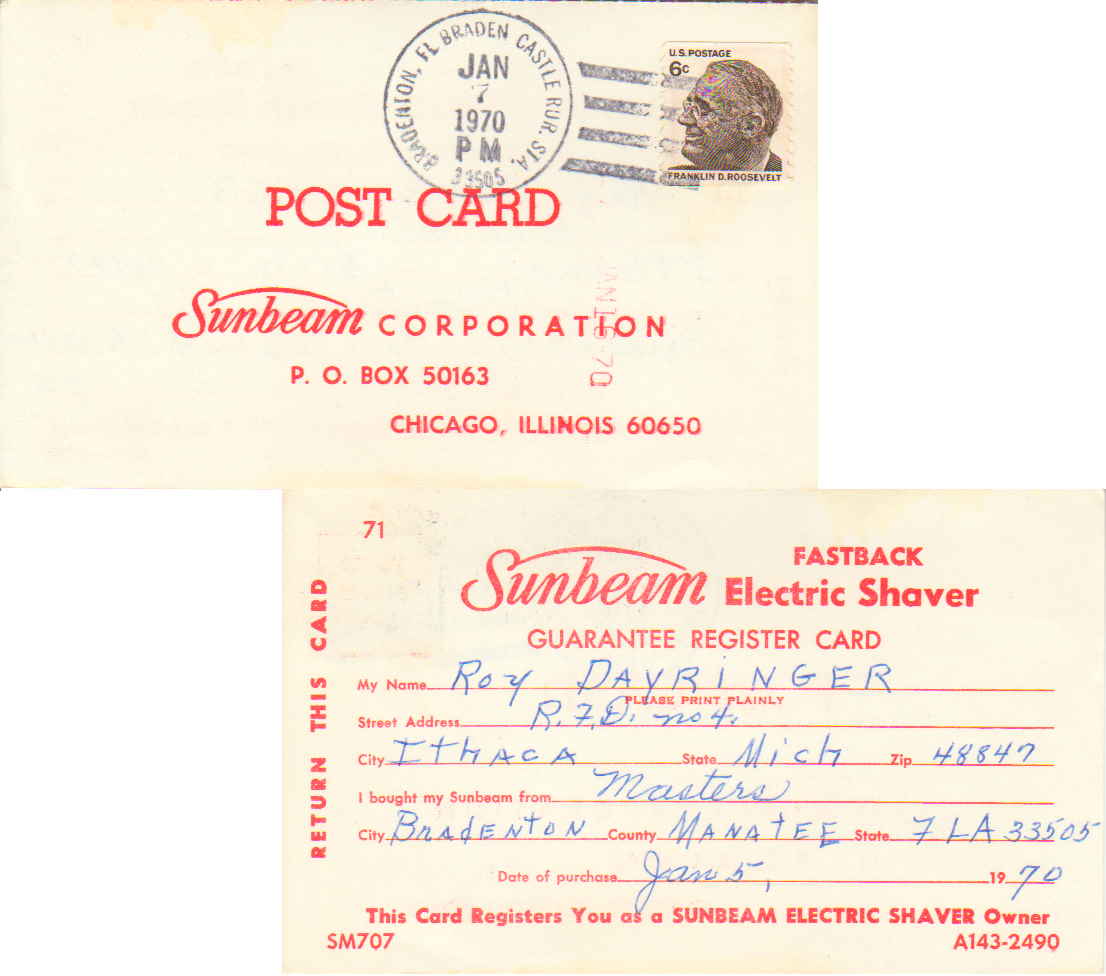 BRADENTON, FL BRADEN CASTLE RUR. STA.
JAN
7
1970
PM
33505
U.S. POSTAGE
6c
FRANKLIN D. ROOSEVELT
POST CARD
Sunbeam CORPORATION
JAN 16 70
P. O. BOX 50163
CHICAGO, ILLINOIS 60650
71
RETURN THIS CARD
FASTBACK
Sunbeam Electric Shaver
GUARANTEE REGISTER CARD
My Name Roy DAYRINGER
PLEASE PRINT PLAINLY
Street Address R.F.D. no 4.
City ITHACA State Mich Zip 48847
I bought my Sunbeam from Masters
City BRADENTON County MANATEE State FLA 33505
Date of purchase Jan 5, 1970
This Card Registers You as a SUNBEAM ELECTRIC SHAVER Owner
SM707 A143-2490